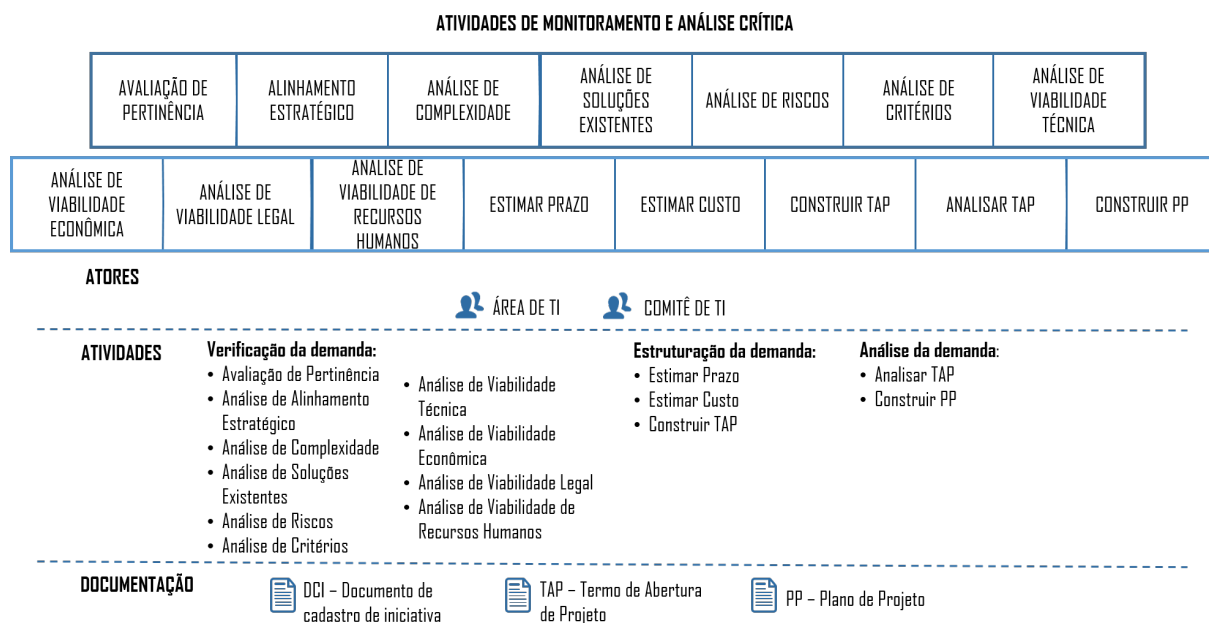 ATIVIDADES DE MONITORAMENTO E ANÁLISE CRÍTICA
AVALIAÇÃO DE
PERTINÊNCIA
ALINHAMENTO
ESTRATÉGICO
ANÁLISE DE
COMPLEXIDADE
ANÁLISE DE
SOLUÇÕES
EXISTENTES
ANÁLISE DE RISCOS
ANÁLISE DE
CRITÉRIOS
ANÁLISE DE
VIABILIDADE
TÉCNICA
ANÁLISE DE
VIABILIDADE
ECONÔMICA
ANÁLISE DE
VIABILIDADE LEGAL
ANALISE DE
VIABILIDADE DE
RECURSOS
HUMANOS
ESTIMAR PRAZO
ESTIMAR CUSTO
CONSTRUIR TAP
ANALISAR TAP
CONSTRUIR PP
ATORES
ÁREA DE TI
COMITÊ DE TI
ATIVIDADES
Verificação da demanda:
• Avaliação de Pertinência
• Análise de Alinhamento
Estratégico
• Análise de Complexidade
• Análise de Soluções
Existentes
• Análise de Riscos
• Análise de Critérios
• Análise de Viabilidade
Técnica
• Análise de Viabilidade
Econômica
• Análise de Viabilidade Legal
• Análise de Viabilidade de
Recursos Humanos
Estruturação da demanda:
• Estimar Prazo
• Estimar Custo
• Construir TAP
Análise da demanda:
• Analisar TAP
• Construir PP
DOCUMENTAÇÃO
DCI – Documento de
cadastro de iniciativa
TAP – Termo de Abertura
de Projeto
PP – Plano de Projeto